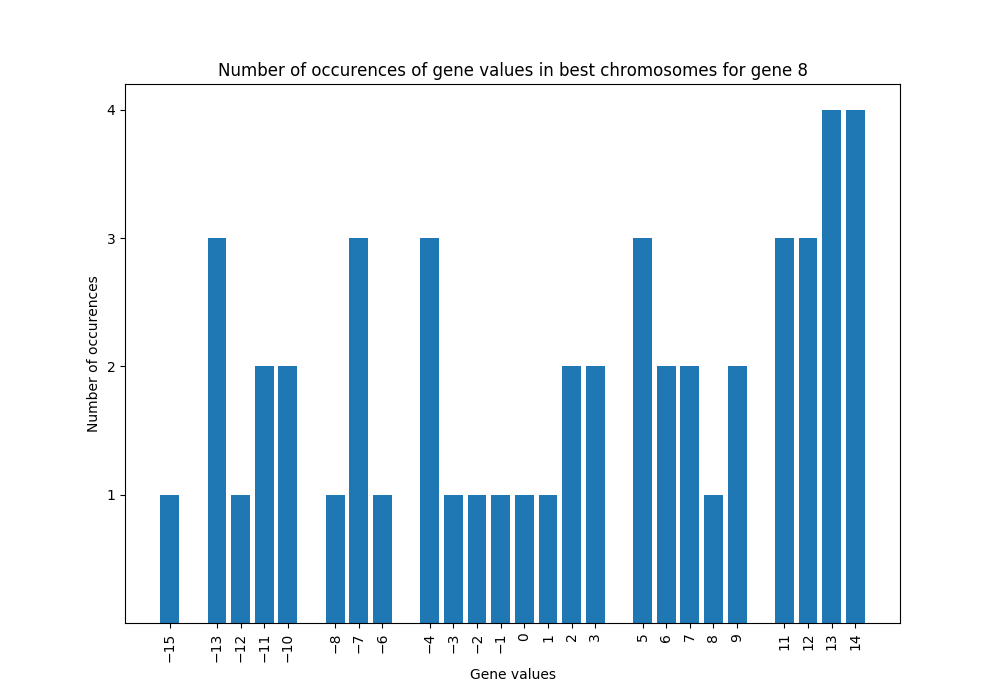 Number of occurences of gene values in best chromosomes for gene 8
4
3
2
1
Number of occurences
−15 −13 −12 −11 −10 −8 −7 −6 −4 −3 −2 −1 0 1 2 3 5 6 7 8 9 11 12 13 14
Gene values